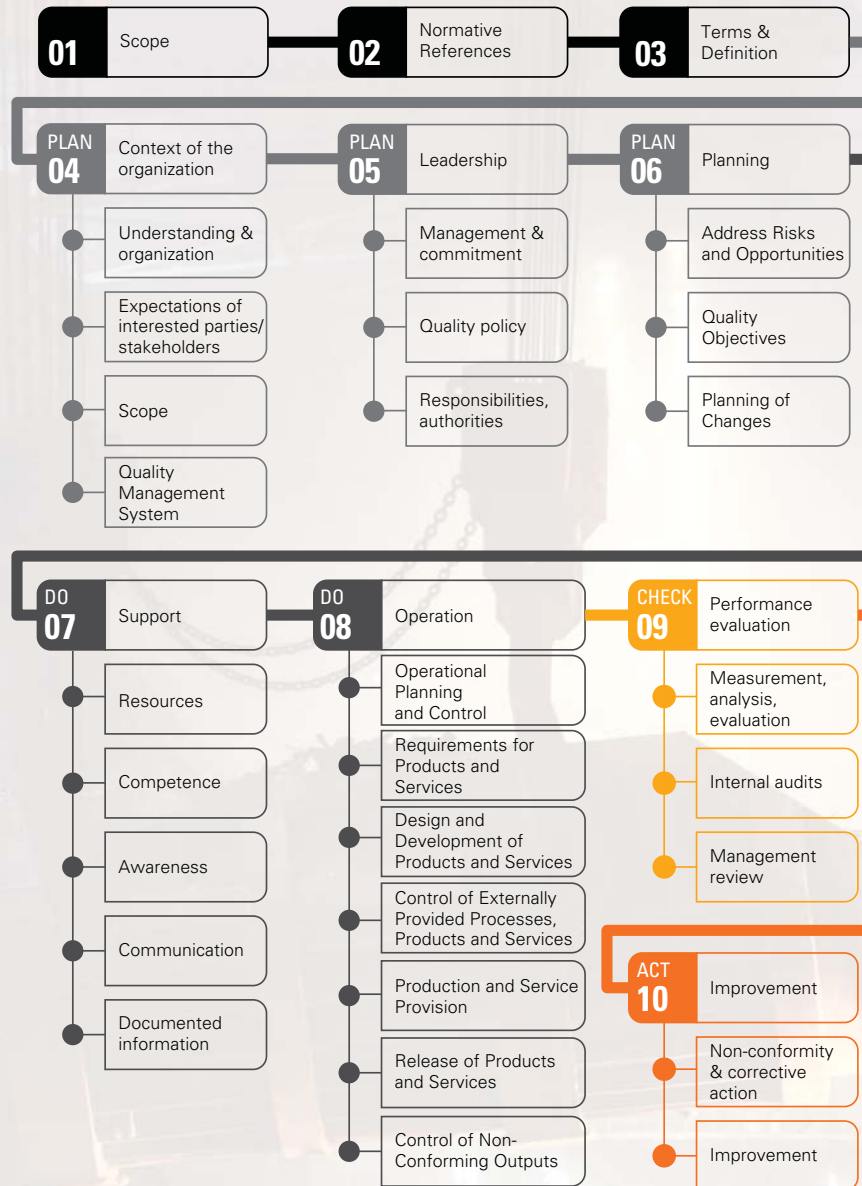 01
Scope
02
Normative
References
03
Terms &
Definition
PLAN
04
Context of the
organization
Understanding &
organization
Expectations of
interested parties/
stakeholders
Scope
Quality
Management
System
PLAN
05
Leadership
Management &
commitment
Quality policy
Responsibilities,
authorities
PLAN
06
Planning
Address Risks
and Opportunities
Quality
Objectives
Planning of
Changes
DO
07
Support
Resources
Competence
Awareness
Communication
Documented
information
DO
08
Operation
Operational
Planning
and Control
Requirements for
Products and
Services
Design and
Development of
Products and Services
Control of Externally
Provided Processes,
Products and Services
Production and Service
Provision
Release of Products
and Services
Control of Non-
Conforming Outputs
CHECK
09
Performance
evaluation
Measurement,
analysis,
evaluation
Internal audits
Management
review
ACT
10
Improvement
Non-conformity
& corrective
action
Improvement